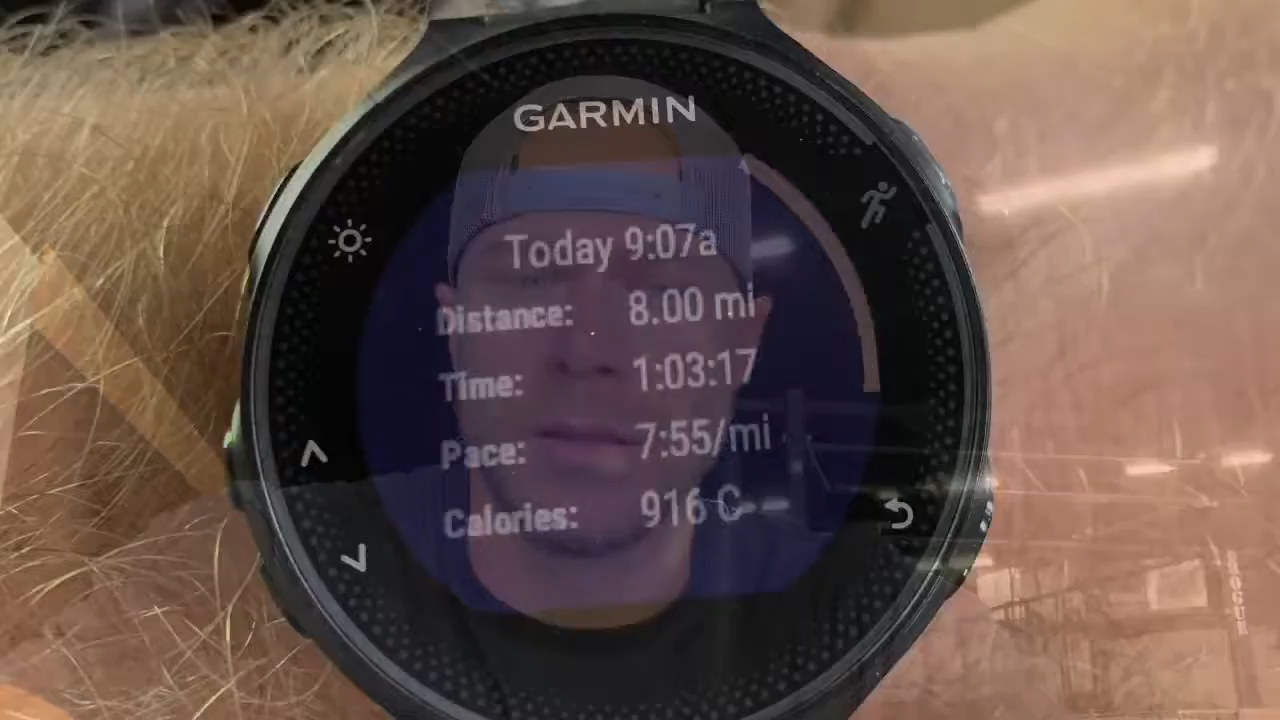 GARMIN
Today 9:07a
Distance: 8.00 mi
Time: 1:03:17
Pace: 7:55/mi
Calories: 916 C